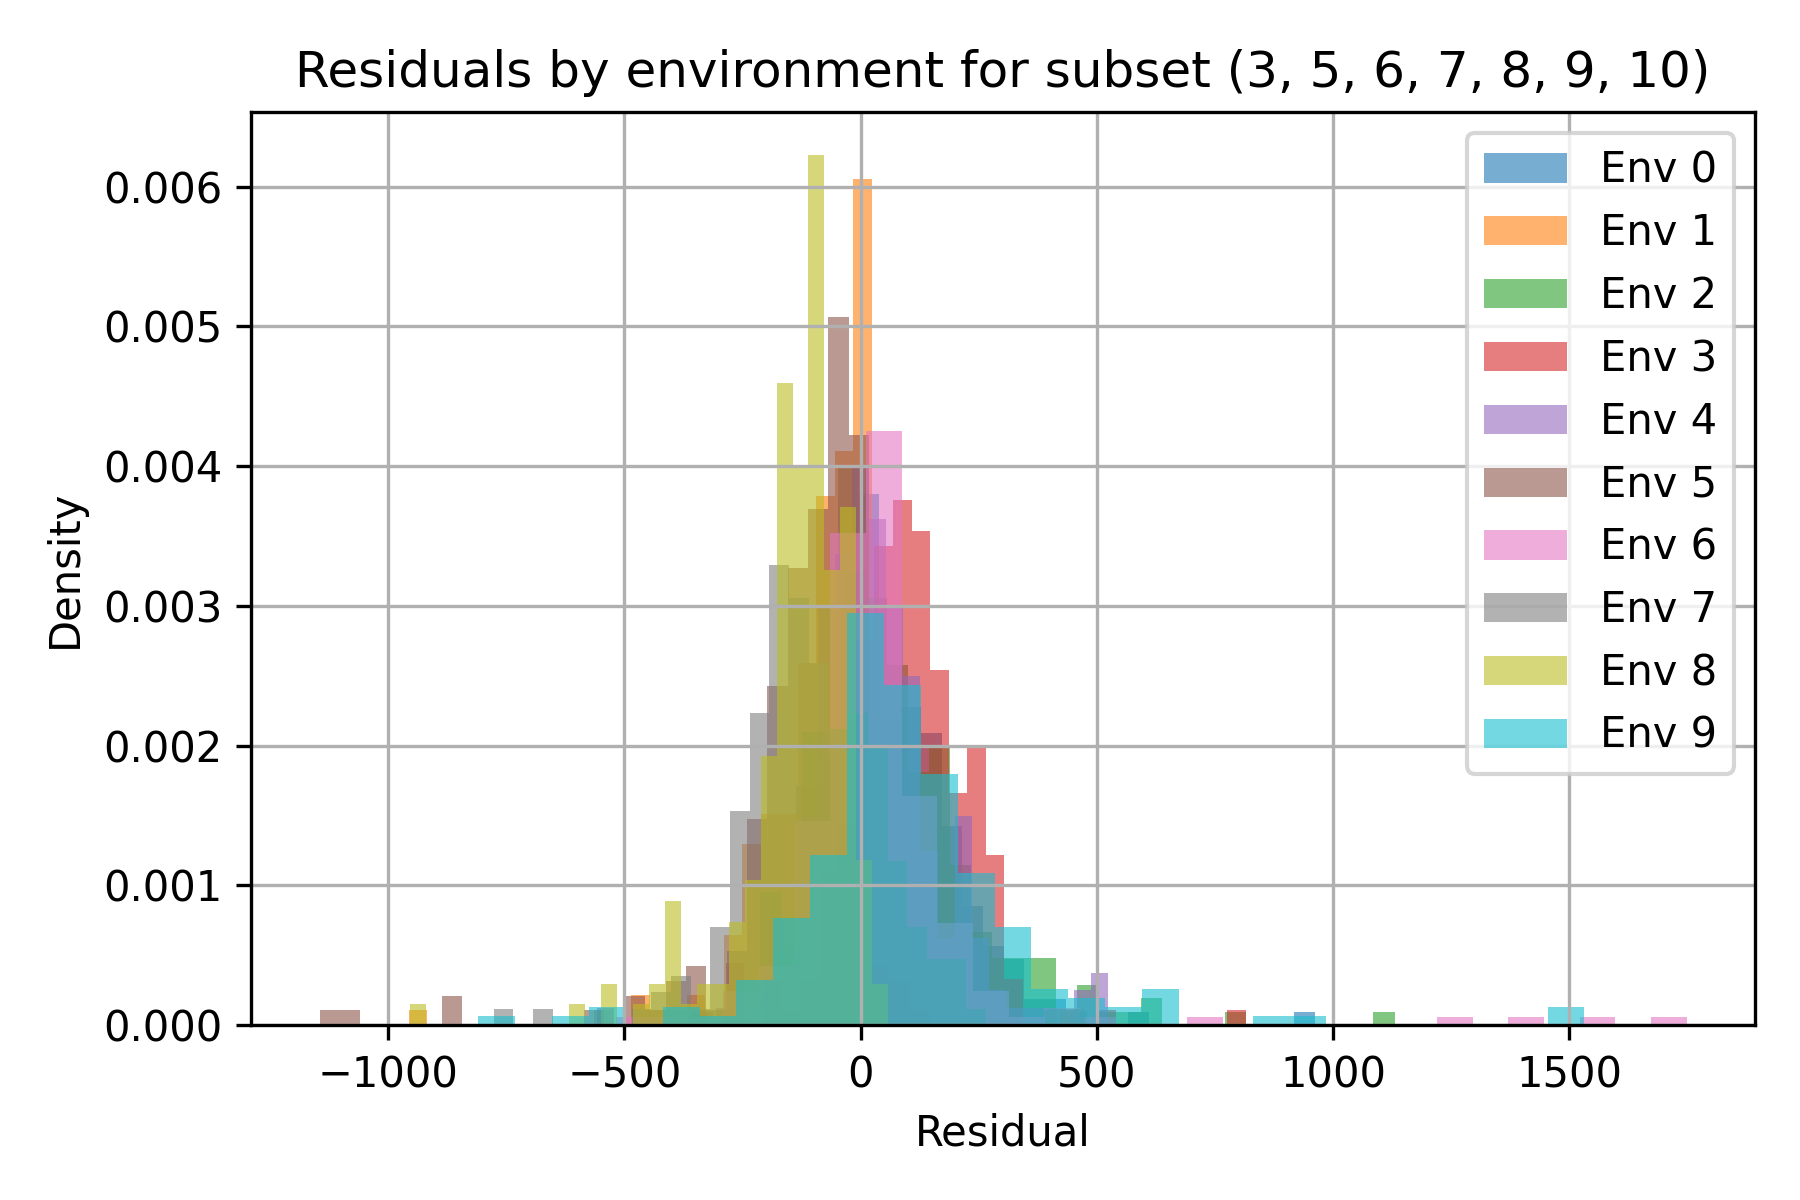 Residuals by environment for subset (3, 5, 6, 7, 8, 9, 10)
Density
0.006
0.005
0.004
0.003
0.002
0.001
0.000
−1000
−500
0
500
1000
1500
Residual
Env 0
Env 1
Env 2
Env 3
Env 4
Env 5
Env 6
Env 7
Env 8
Env 9